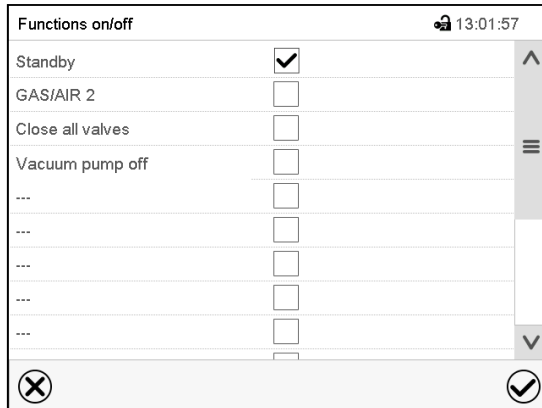 Functions on/off 13:01:57
Standby
GAS/AIR 2
Close all valves
Vacuum pump off
---
---
---
---
---